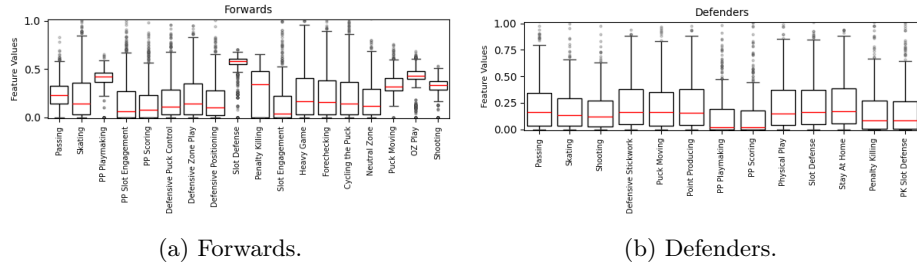 Forwards
Feature Values
1.0
0.5
0.0
Passing
Skating
PP Playmaking
PP Slot Engagement
PP Scoring
Defensive Puck Control
Defensive Zone Play
Defensive Positioning
Slot Defense
Penalty Killing
Slot Engagement
Heavy Game
Forechecking
Cycling the Puck
Neutral Zone
Puck Moving
OZ Play
Shooting
(a) Forwards.
Defenders
Feature Values
1.00
0.75
0.50
0.25
0.00
Passing
Skating
Shooting
Defensive Stickwork
Puck Moving
Point Producing
PP Playmaking
PP Scoring
Physical Play
Slot Defense
Stay At Home
Penalty Killing
PK Slot Defense
(b) Defenders.